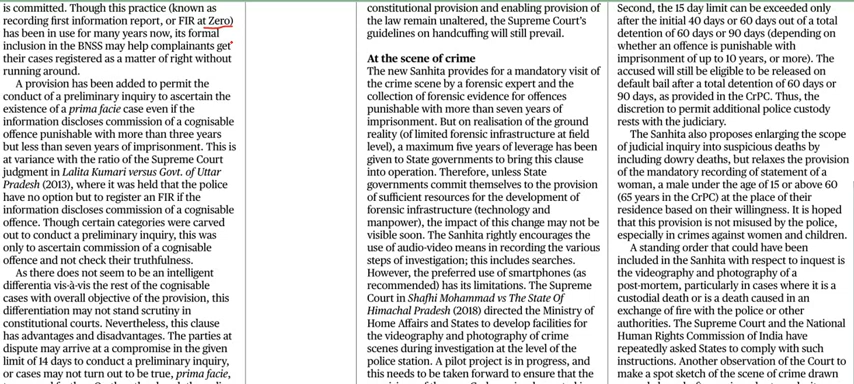 is committed. Though this practice (known as
recording first information report, or FIR at Zero)
has been in use for many years now, its formal
inclusion in the BNSS may help complainants get
their cases registered as a matter of right without
running around.
A provision has been added to permit the
conduct of a preliminary inquiry to ascertain the
existence of a prima facie case even if the
information discloses commission of a cognisable
offence punishable with more than three years
but less than seven years of imprisonment. This is
at variance with the ratio of the Supreme Court
judgment in Lalita Kumari versus Govt. of Uttar
Pradesh (2013), where it was held that the police
have no option but to register an FIR if the
information discloses commission of a cognisable
offence. Though certain categories were carved
out to conduct a preliminary inquiry, this was
only to ascertain commission of a cognisable
offence and not check their truthfulness.
As there does not seem to be an intelligent
differentia vis-à-vis the rest of the cognisable
cases with overall objective of the provision, this
differentiation may not stand scrutiny in
constitutional courts. Nevertheless, this clause
has advantages and disadvantages. The parties at
dispute may arrive at a compromise in the given
limit of 14 days to conduct a preliminary inquiry,
or cases may not turn out to be true, prima facie,
constitutional provision and enabling provision of
the law remain unaltered, the Supreme Court's
guidelines on handcuffing will still prevail.
At the scene of crime
The new Sanhita provides for a mandatory visit of
the crime scene by a forensic expert and the
collection of forensic evidence for offences
punishable with more than seven years of
imprisonment. But on realisation of the ground
reality (of limited forensic infrastructure at field
level), a maximum five years of leverage has been
given to State governments to bring this clause
into operation. Therefore, unless State
governments commit themselves to the provision
of sufficient resources for the development of
forensic infrastructure (technology and
manpower), the impact of this change may not be
visible soon. The Sanhita rightly encourages the
use of audio-video means in recording the various
steps of investigation; this includes searches.
However, the preferred use of smartphones (as
recommended) has its limitations. The Supreme
Court in Shafhi Mohammad vs The State Of
Himachal Pradesh (2018) directed the Ministry of
Home Affairs and States to develop facilities for
the videography and photography of crime
scenes during investigation at the level of the
police station. A pilot project is in progress, and
this needs to be taken forward to ensure that the
Second, the 15 day limit can be exceeded only
after the initial 40 days or 60 days out of a total
detention of 60 days or 90 days (depending on
whether an offence is punishable with
imprisonment of up to 10 years, or more). The
accused will still be eligible to be released on
default bail after a total detention of 60 days or
90 days, as provided in the CrPC. Thus, the
discretion to permit additional police custody
rests with the judiciary.
The Sanhita also proposes enlarging the scope
of judicial inquiry into suspicious deaths by
including dowry deaths, but relaxes the provision
of the mandatory recording of statement of a
woman, a male under the age of 15 or above 60
(65 years in the CrPC) at the place of their
residence based on their willingness. It is hoped
that this provision is not misused by the police,
especially in crimes against women and children.
A standing order that could have been
included in the Sanhita with respect to inquest is
the videography and photography of a
post-mortem, particularly in cases where it is a
custodial death or is a death caused in an
exchange of fire with the police or other
authorities. The Supreme Court and the National
Human Rights Commission of India have
repeatedly asked States to comply with such
instructions. Another observation of the Court to
make a spot sketch of the scene of crime drawn